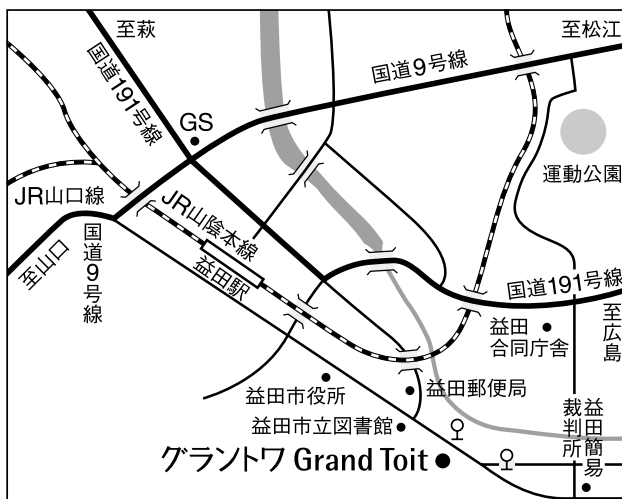 至萩
至松江
国道191号線
国道9号線
GS
運動公園
JR山口線
JR山陰本線
国道9号線
至山口
益田駅
国道191号線
至広島
益田
合同庁舎
益田市役所
益田郵便局
益田市立図書館
益田簡易
裁判所
グラントワ Grand Toit